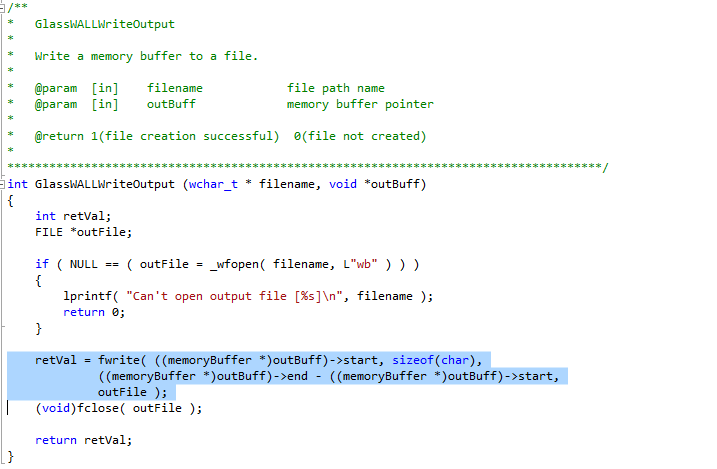 /**
*   GlassWALLWriteOutput
*
*   Write a memory buffer to a file.
*
*   @param  [in]    filename            file path name
*   @param  [in]    outBuff             memory buffer pointer
*
*   @return 1(file creation successful)  0(file not created)
*
*************************************************************************************/
int GlassWALLWriteOutput (wchar_t * filename, void *outBuff)
{
    int retVal;
    FILE *outFile;

    if ( NULL == ( outFile = _wfopen( filename, L"wb" ) ) )
    {
        lprintf( "Can't open output file [%s]\n", filename );
        return 0;
    }

    retVal = fwrite( ((memoryBuffer *)outBuff)->start, sizeof(char),
             ((memoryBuffer *)outBuff)->end - ((memoryBuffer *)outBuff)->start,
             outFile );
    (void)fclose( outFile );

    return retVal;
}